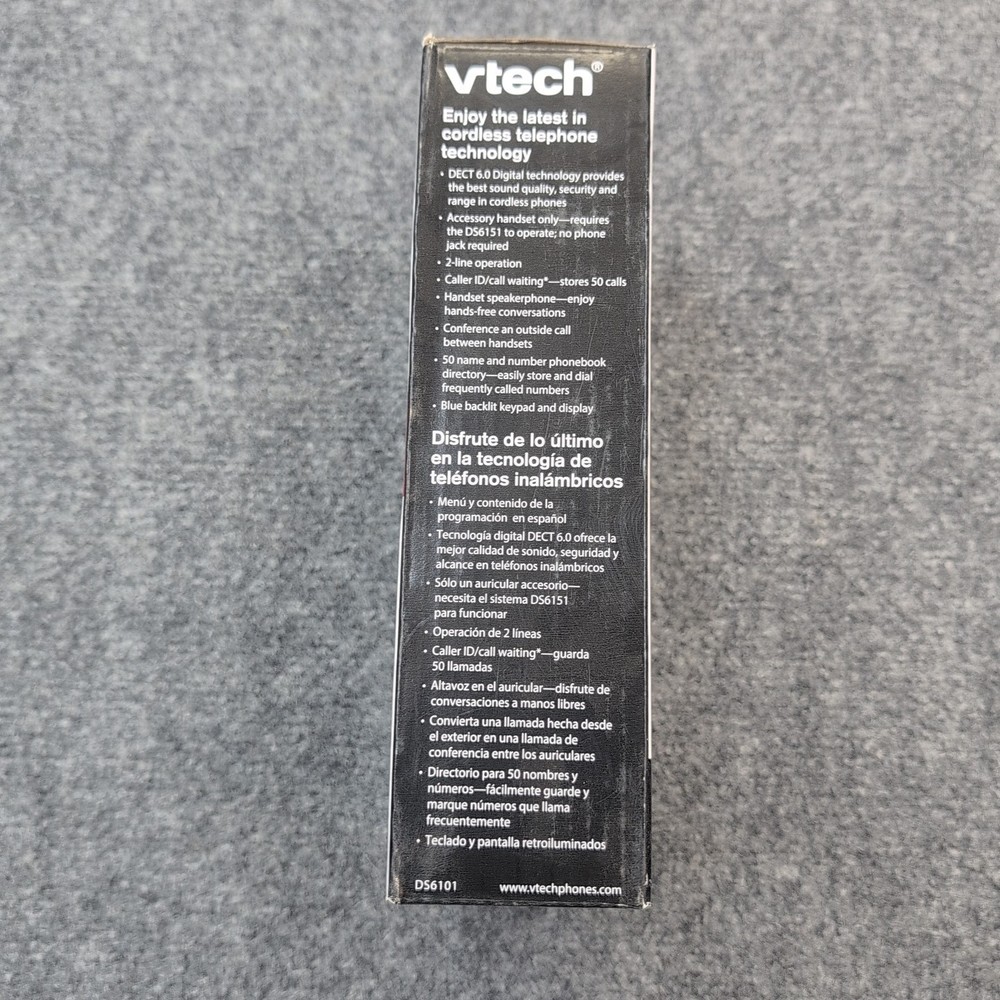 vtech®
Enjoy the latest in
cordless telephone
technology
• DECT 6.0 Digital technology provides
the best sound quality, security and
range in cordless phones
• Accessory handset only—requires
the DS6151 to operate; no phone
jack required
• 2-line operation
• Caller ID/call waiting*—stores 50 calls
• Handset speakerphone—enjoy
hands-free conversations
• Conference an outside call
between handsets
• 50 name and number phonebook
directory—easily store and dial
frequently called numbers
• Blue backlit keypad and display
Disfrute de lo último
en la tecnología de
teléfonos inalámbricos
• Menú y contenido de la
programación en español
• Tecnología digital DECT 6.0 ofrece la
mejor calidad de sonido, seguridad y
alcance en teléfonos inalámbricos
• Sólo un auricular accesorio—
necesita el sistema DS6151
para funcionar
• Operación de 2 líneas
• Caller ID/call waiting*—guarda
50 llamadas
• Altavoz en el auricular—disfrute de
conversaciones a manos libres
• Convierta una llamada hecha desde
el exterior en una llamada de
conferencia entre los auriculares
• Directorio para 50 nombres y
números—fácilmente guarde y
marque números que llama
frecuentemente
• Teclado y pantalla retroiluminados
DS6101 www.vtechphones.com